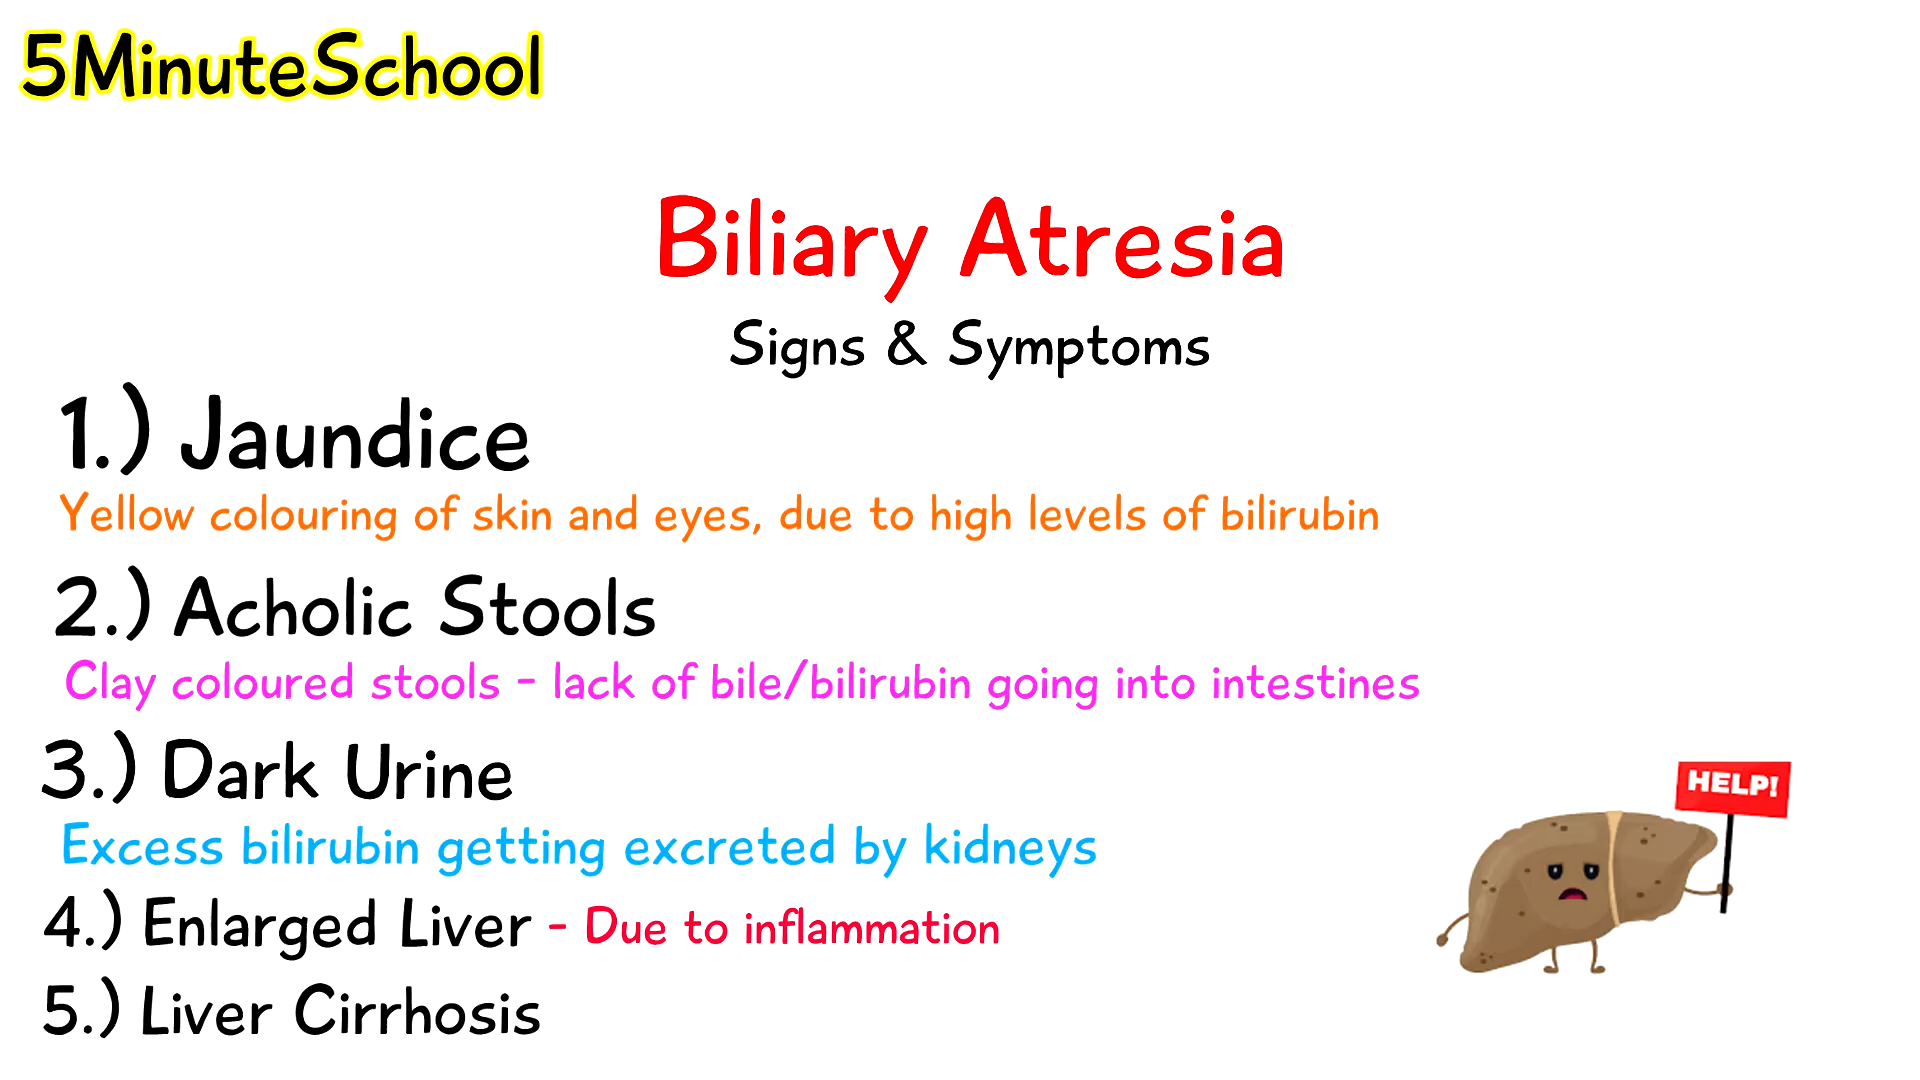 5MinuteSchool
Biliary Atresia
Signs & Symptoms
1.) Jaundice
Yellow colouring of skin and eyes, due to high levels of bilirubin
2.) Acholic Stools
Clay coloured stools - lack of bile/bilirubin going into intestines
3.) Dark Urine
Excess bilirubin getting excreted by kidneys
HELP!
4.) Enlarged Liver - Due to inflammation
5.) Liver Cirrhosis